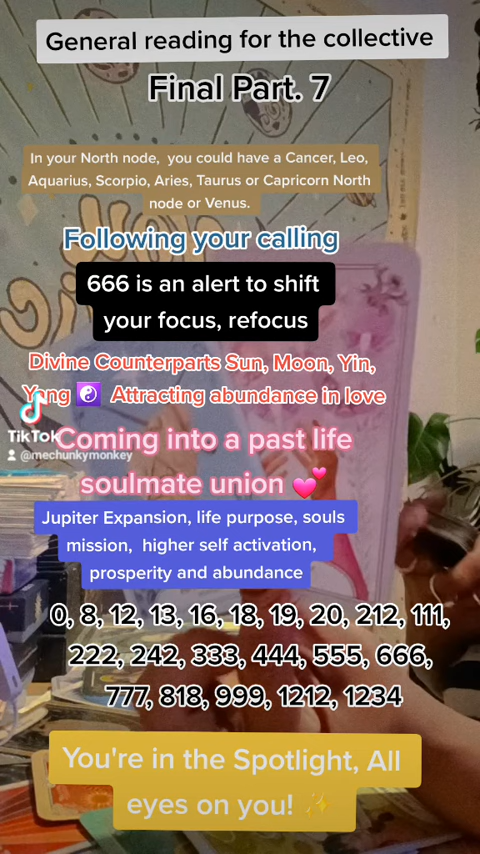 General reading for the collective
Final Part. 7
In your North node, you could have a Cancer, Leo,
Aquarius, Scorpio, Aries, Taurus or Capricorn North
node or Venus.
Following your calling
666 is an alert to shift
your focus, refocus
Divine Counterparts Sun, Moon, Yin,
Yang ☯️ Attracting abundance in love
TikTok
@mechunkymonkey
Coming into a past life
soulmate union 💕
Jupiter Expansion, life purpose, souls
mission, higher self activation,
prosperity and abundance
0, 8, 12, 13, 16, 18, 19, 20, 212, 111,
222, 242, 333, 444, 555, 666,
777, 818, 999, 1212, 1234
You're in the Spotlight, All
eyes on you! ✨